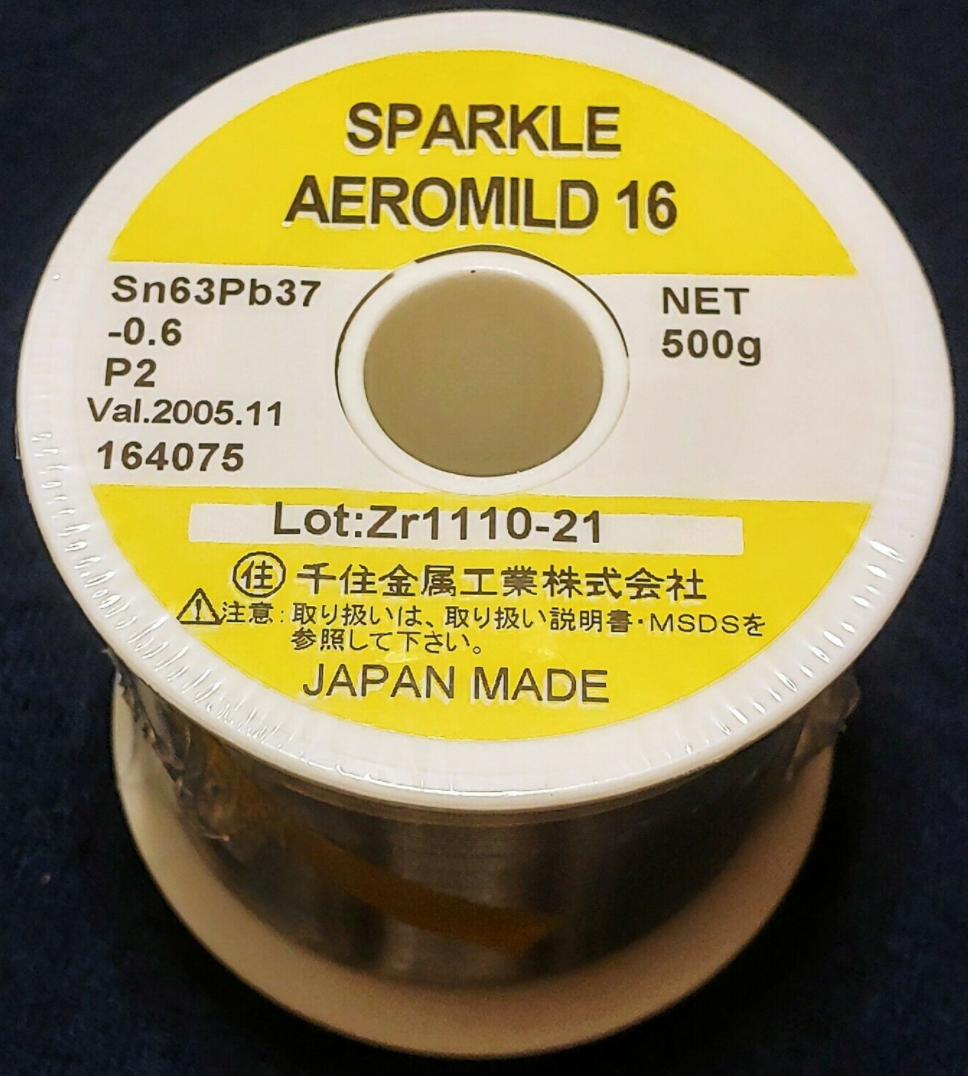 SPARKLE
AEROMILD 16
Sn63Pb37
-0.6
P2
Val.2005.11
164075
NET
500g
Lot:Zr1110-21
住 千住金属工業株式会社
注意:取り扱いは、取り扱い説明書・MSDSを
参照して下さい。
JAPAN MADE